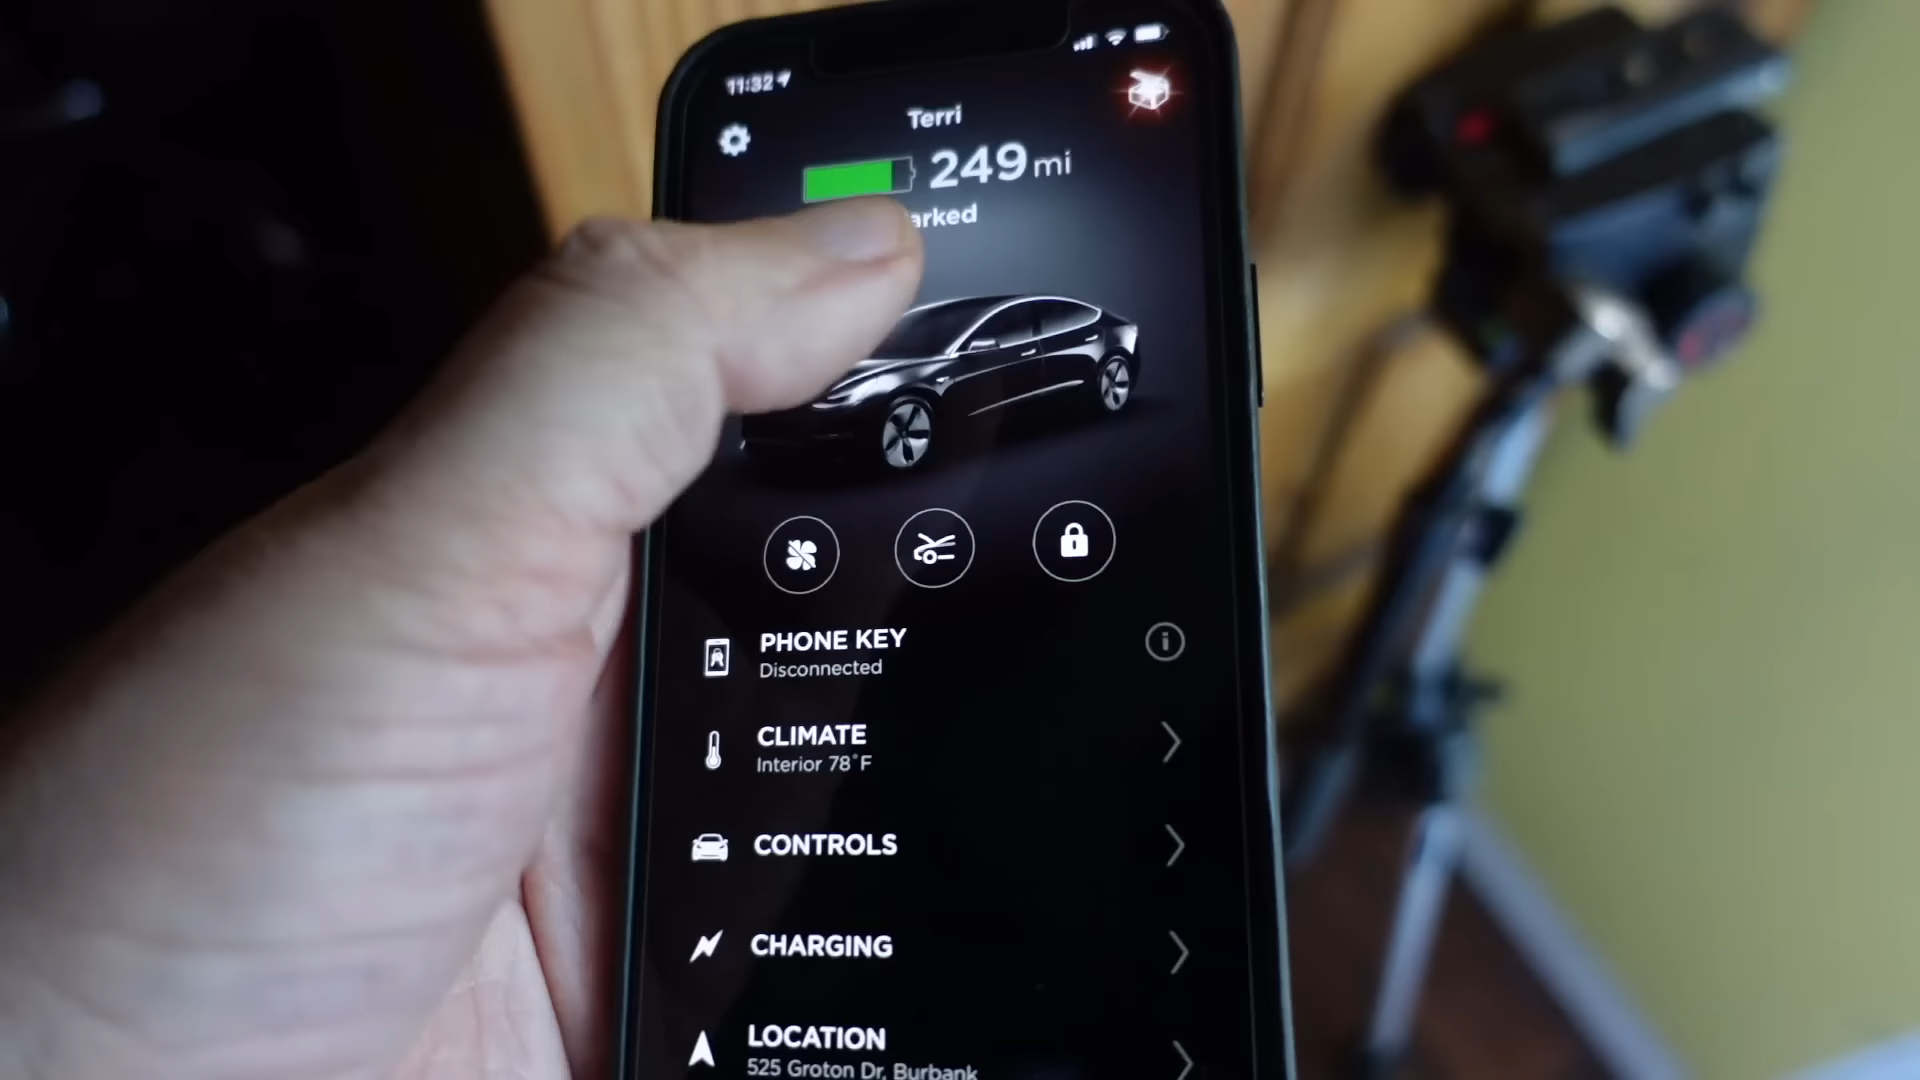 11:32
Terri
249 mi
arked
PHONE KEY
Disconnected
CLIMATE
Interior 78°F
CONTROLS
CHARGING
LOCATION
525 Groton Dr, Burbank